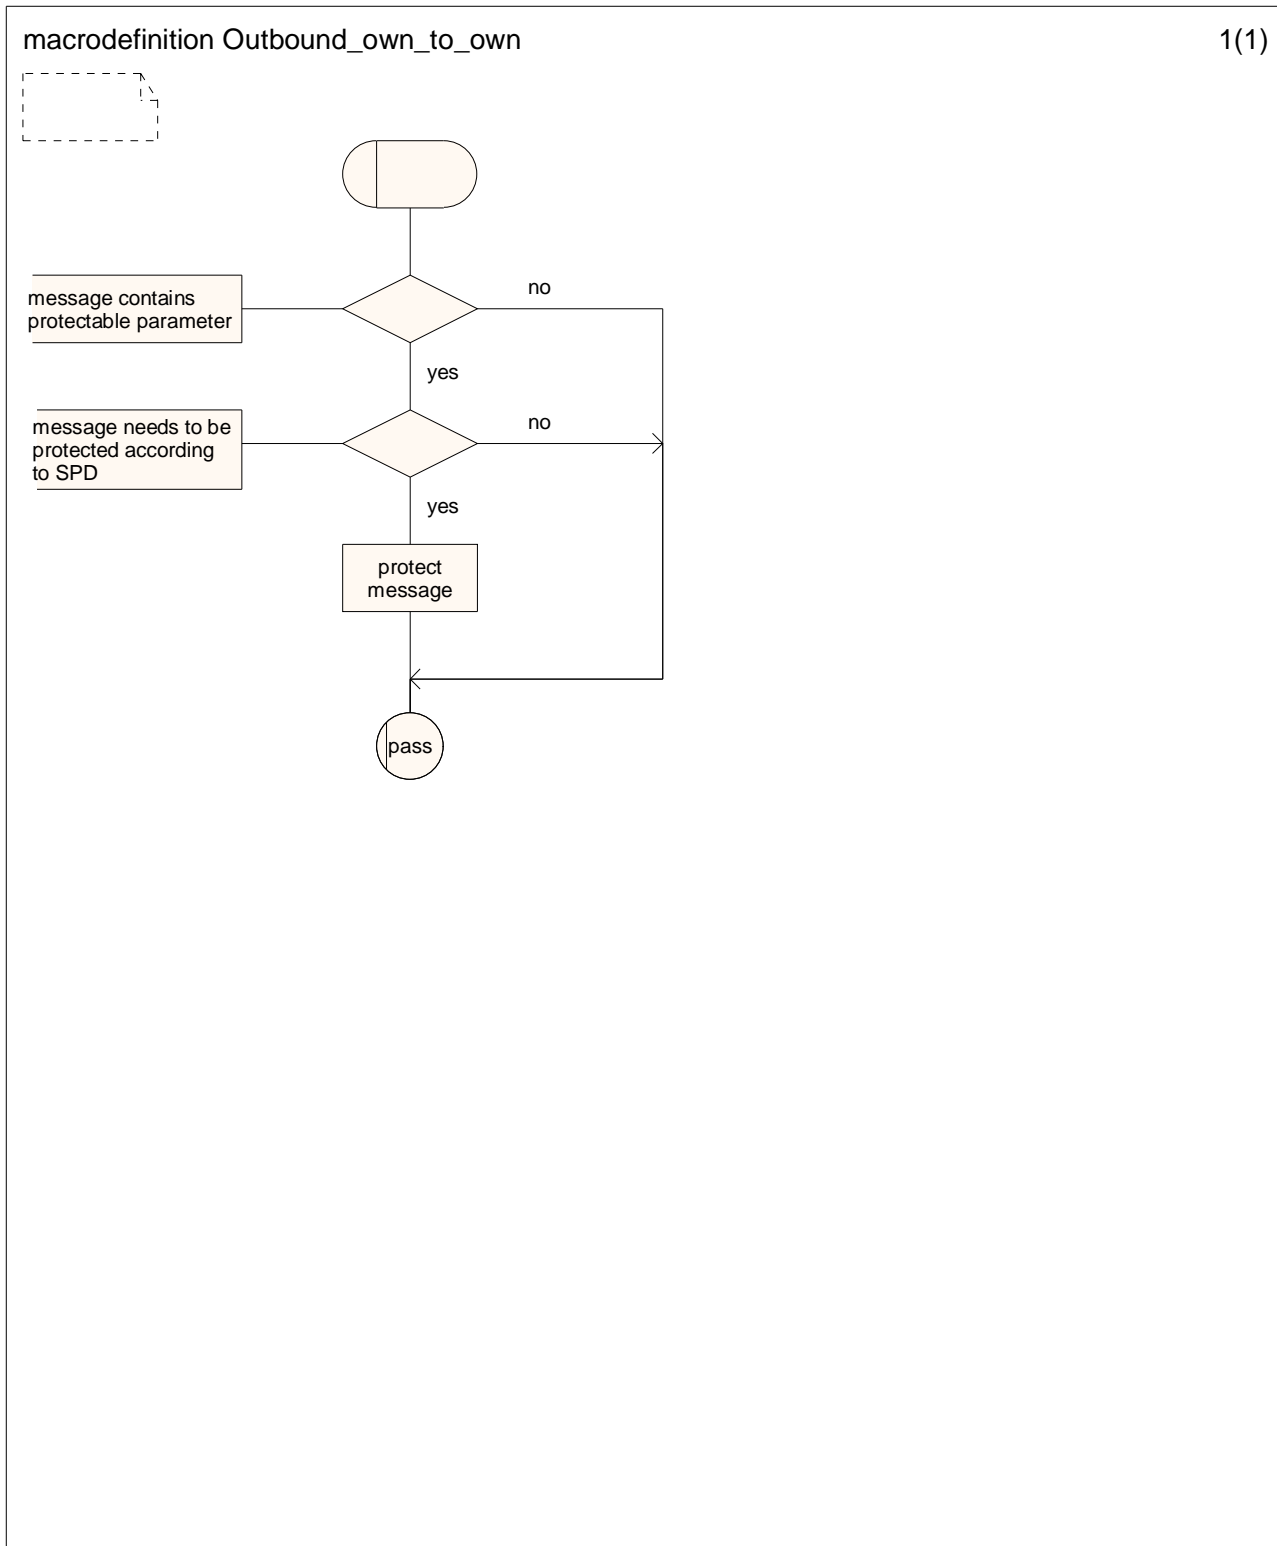 macrodefinition Outbound_own_to_own
1(1)
message contains
protectable parameter
no
yes
message needs to be
protected according
to SPD
no
yes
protect
message
pass